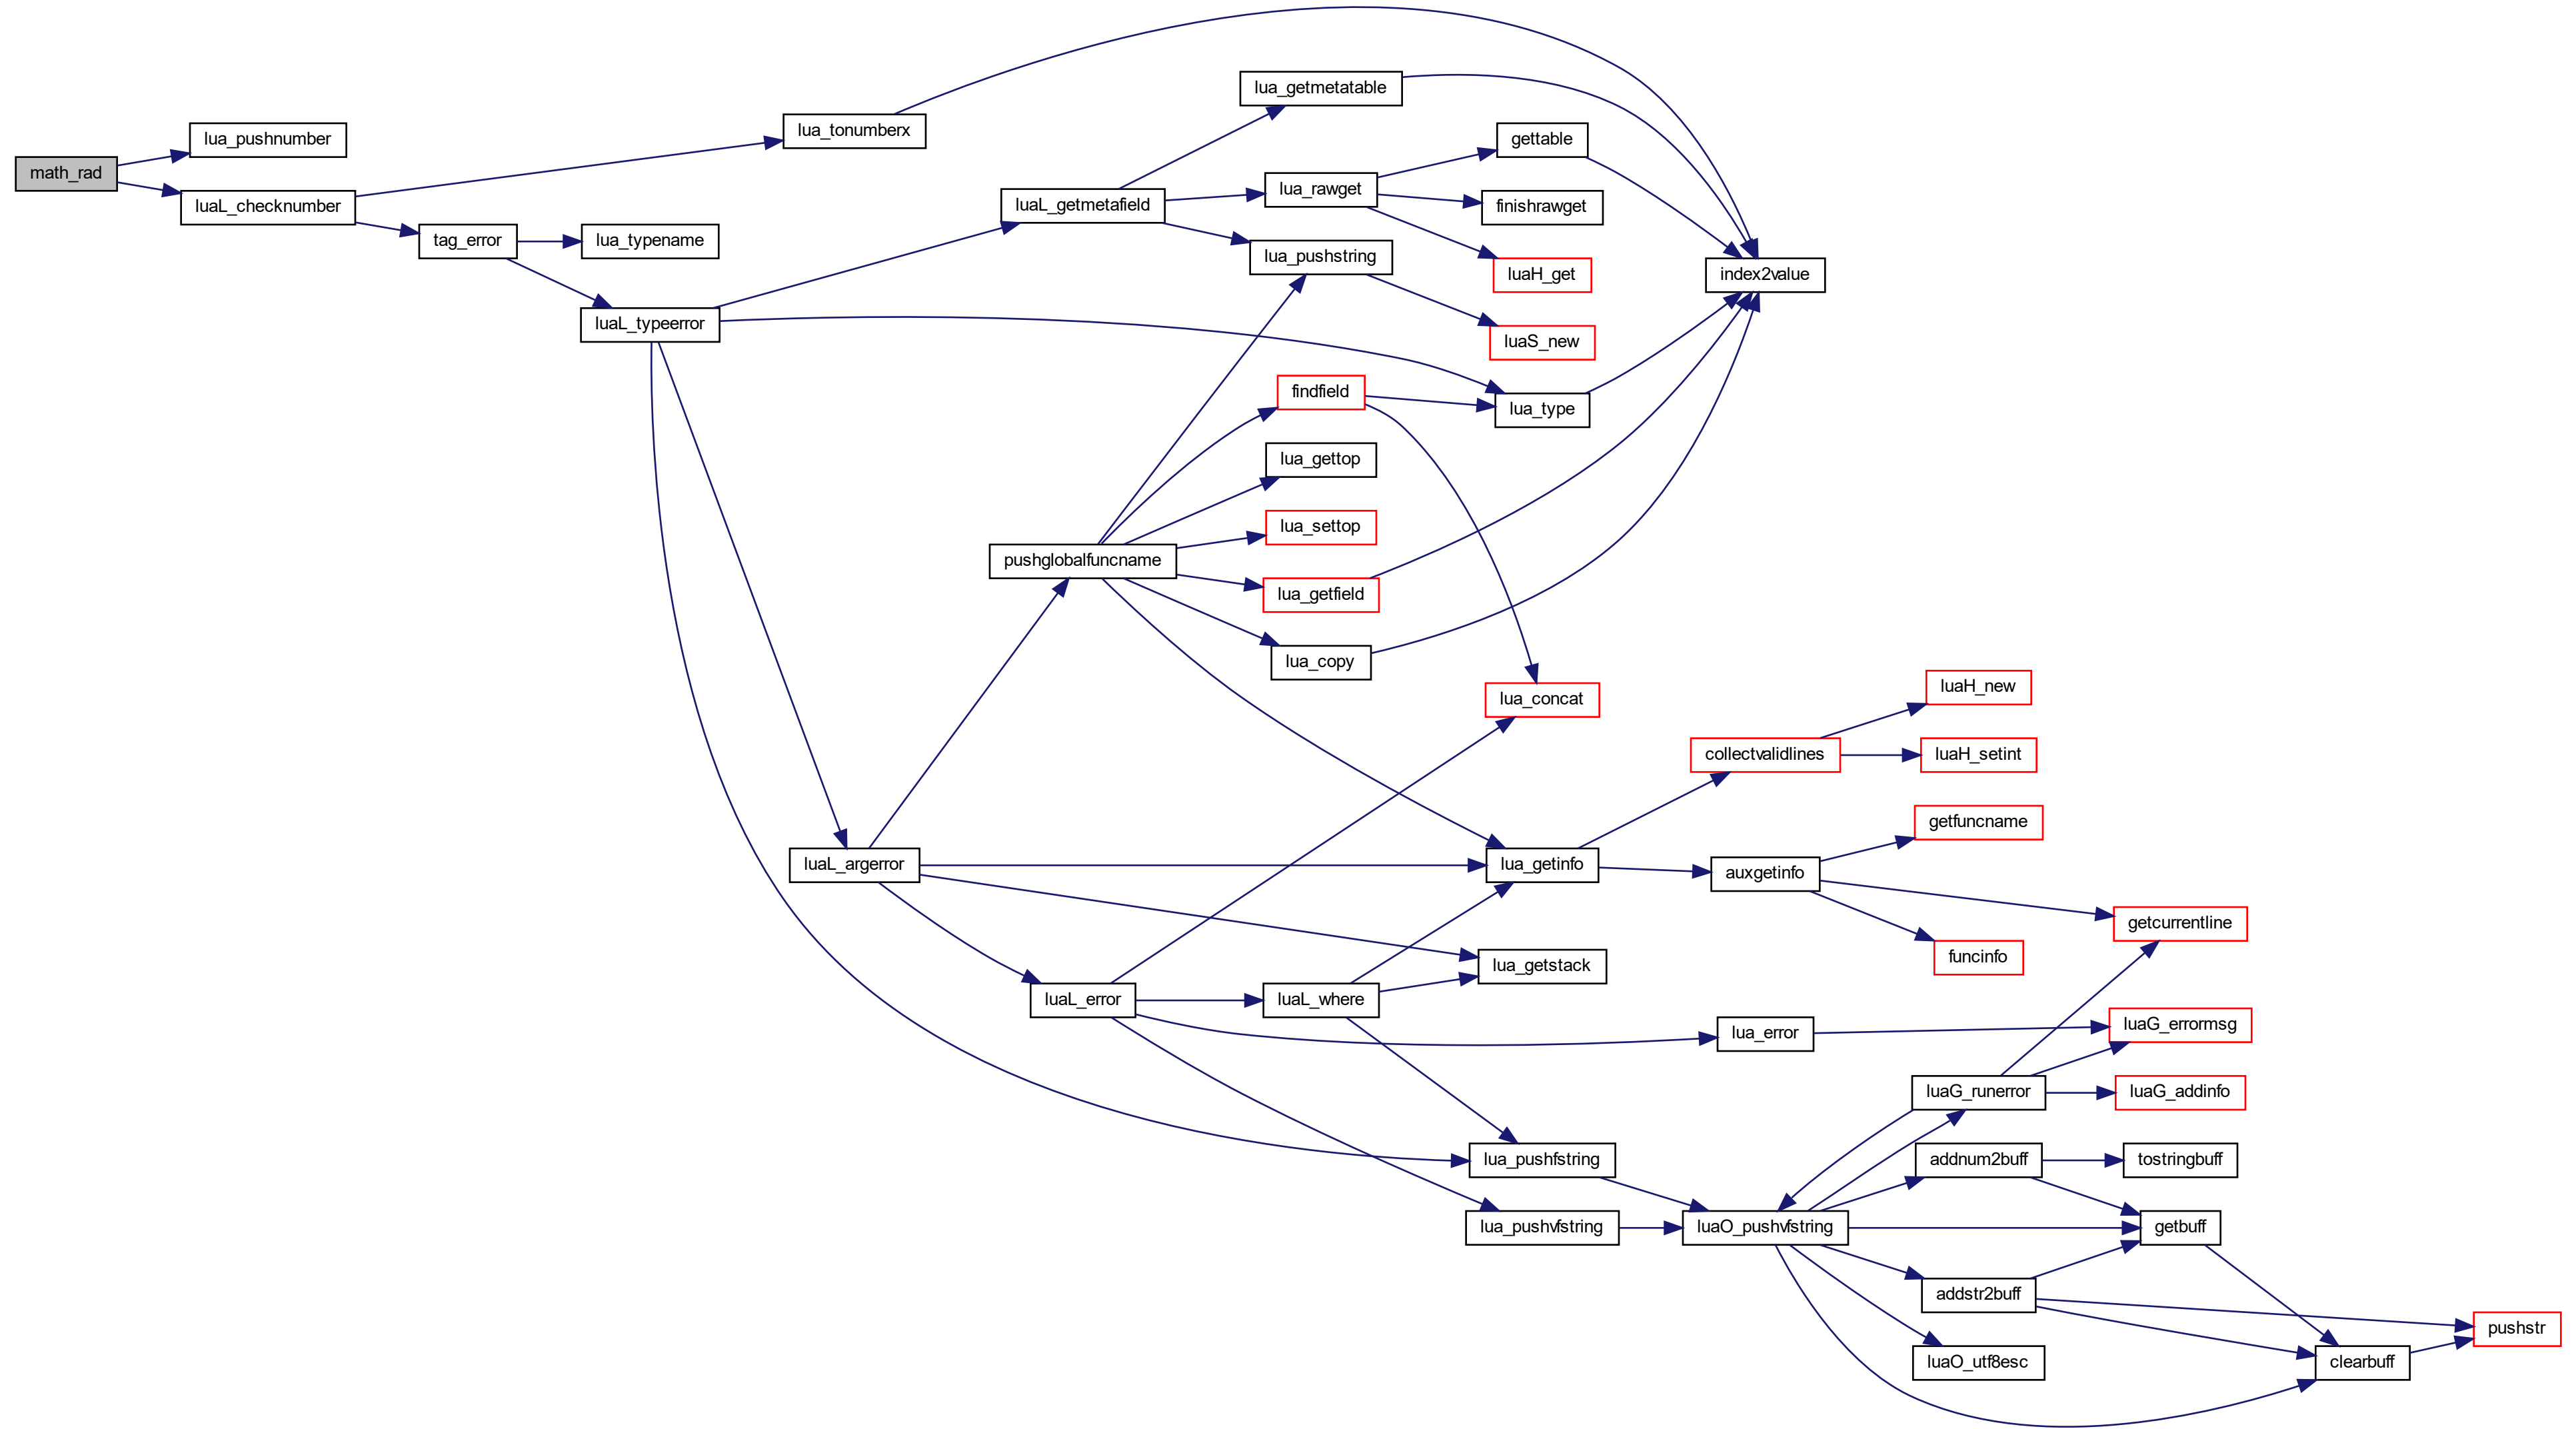 math_rad
lua_pushnumber
luaL_checknumber
lua_tonumberx
tag_error
lua_typename
luaL_typeerror
luaL_getmetafield
lua_getmetatable
lua_rawget
gettable
finishrawget
luaH_get
lua_pushstring
luaS_new
index2value
findfield
lua_type
lua_gettop
lua_settop
pushglobalfuncname
lua_getfield
lua_copy
lua_concat
luaH_new
collectvalidlines
luaH_setint
getfuncname
luaL_argerror
lua_getinfo
auxgetinfo
getcurrentline
funcinfo
lua_getstack
luaL_error
luaL_where
lua_error
luaG_errormsg
luaG_runerror
luaG_addinfo
lua_pushfstring
addnum2buff
tostringbuff
lua_pushvfstring
luaO_pushvfstring
getbuff
addstr2buff
pushstr
luaO_utf8esc
clearbuff